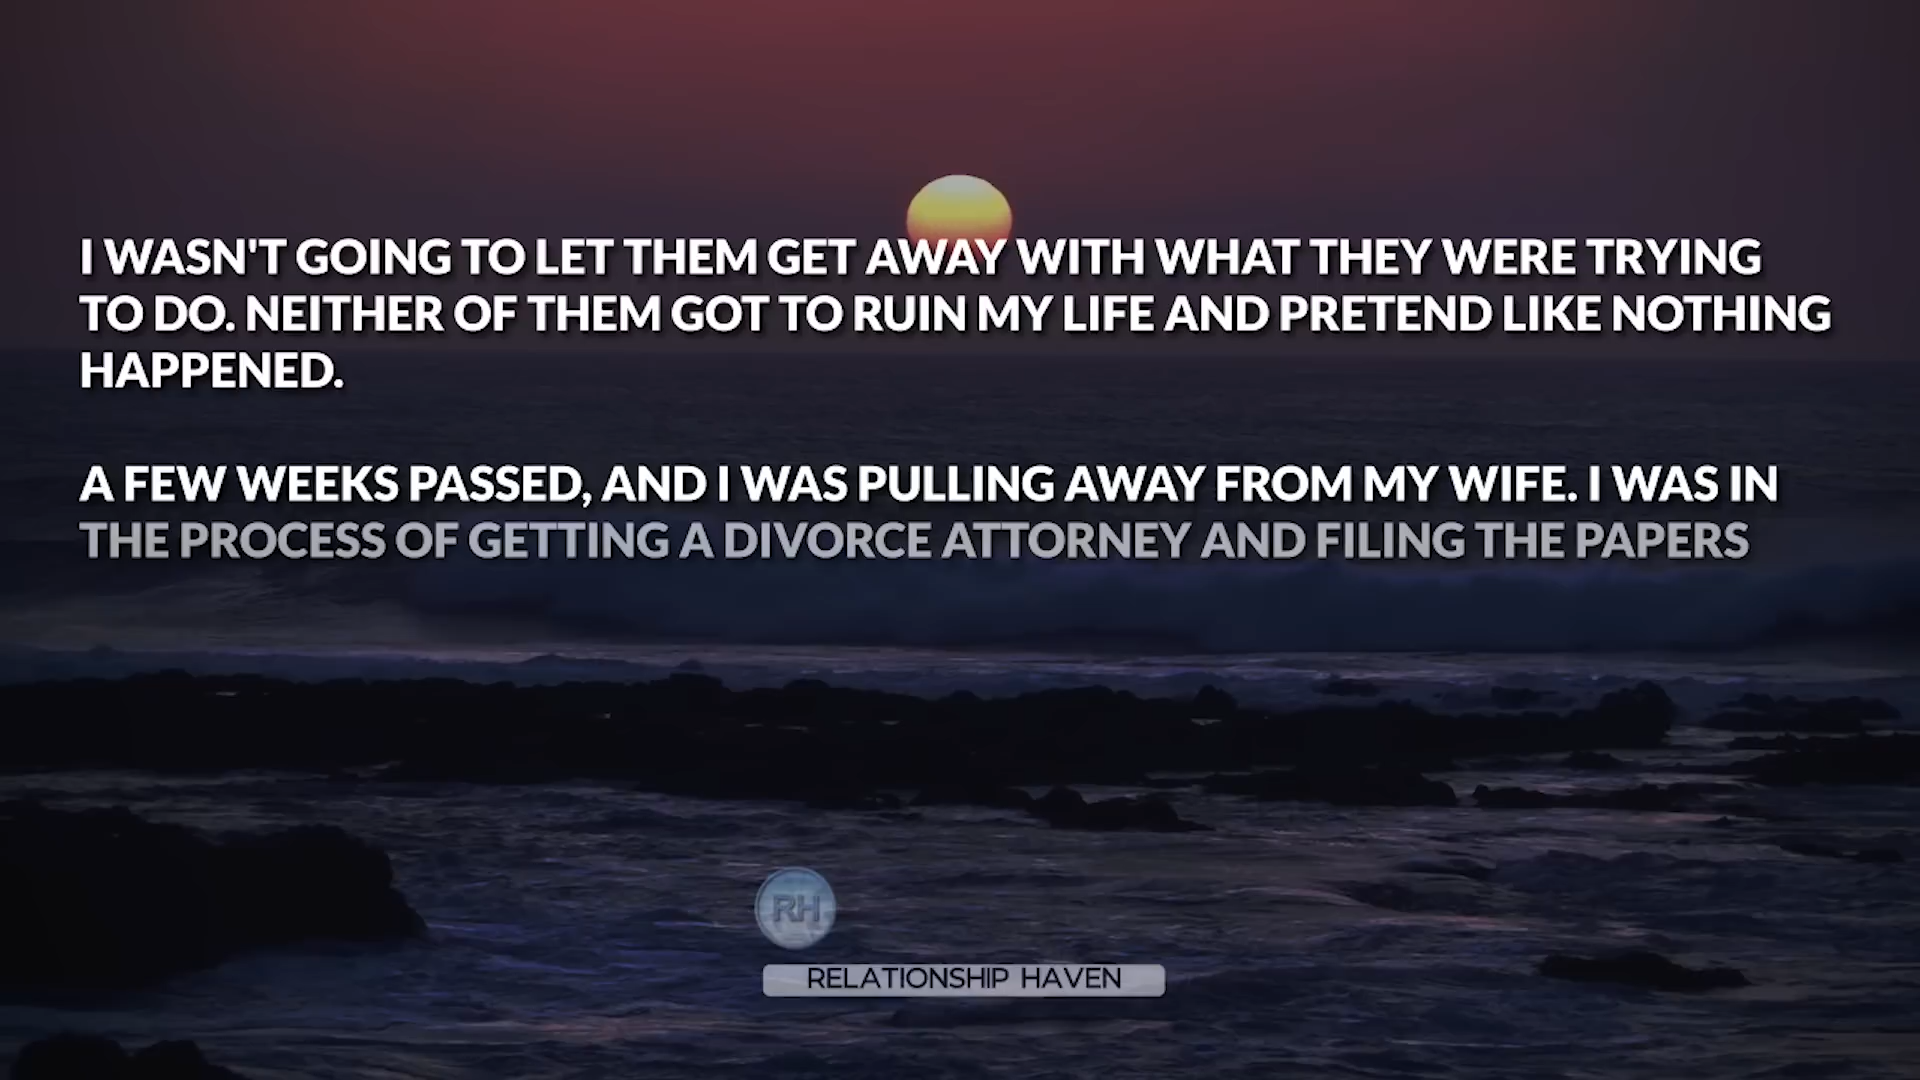 I WASN'T GOING TO LET THEM GET AWAY WITH WHAT THEY WERE TRYING
TO DO. NEITHER OF THEM GOT TO RUIN MY LIFE AND PRETEND LIKE NOTHING
HAPPENED.
A FEW WEEKS PASSED, AND I WAS PULLING AWAY FROM MY WIFE. I WAS IN
THE PROCESS OF GETTING A DIVORCE ATTORNEY AND FILING THE PAPERS
RH
RELATIONSHIP HAVEN